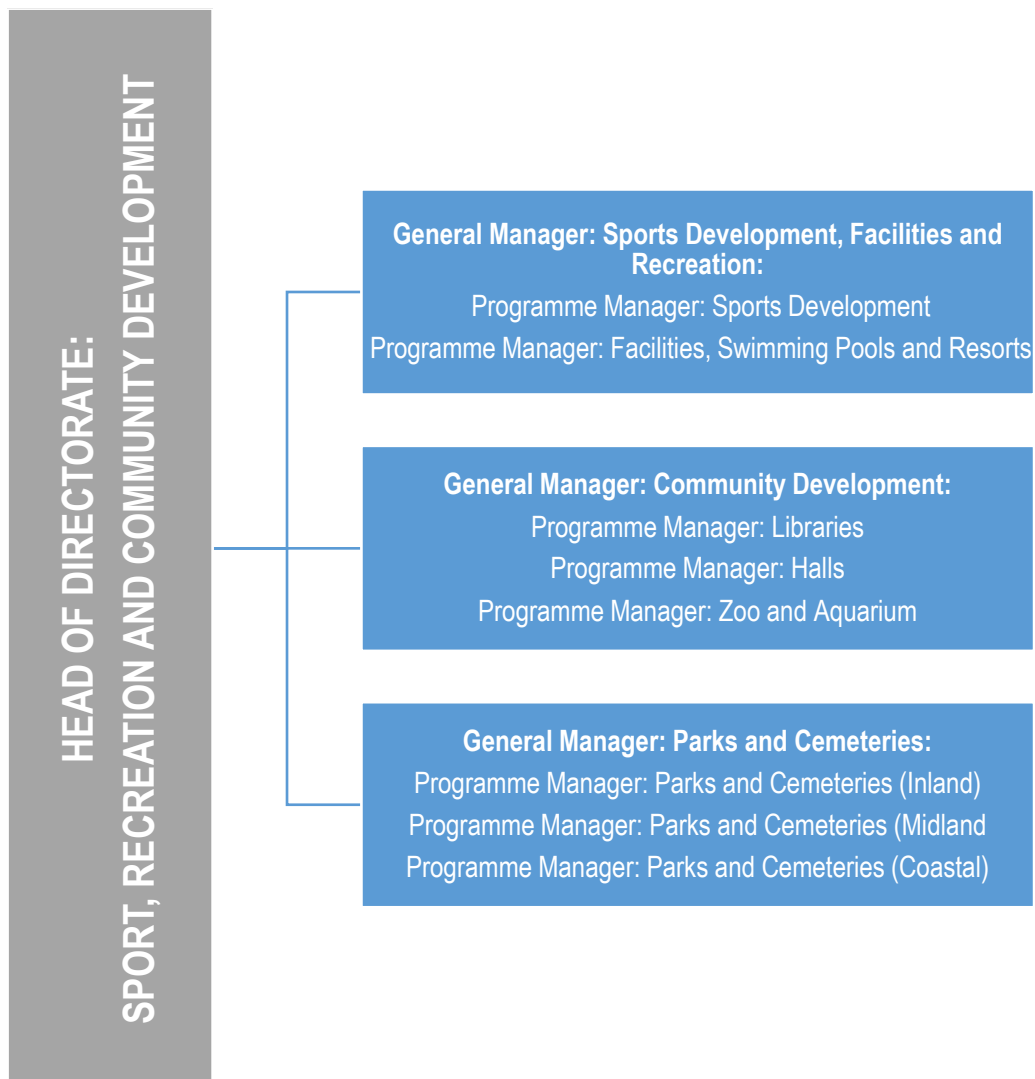 HEAD OF DIRECTORATE:
SPORT, RECREATION AND COMMUNITY DEVELOPMENT
General Manager: Sports Development, Facilities and
Recreation:
Programme Manager: Sports Development
Programme Manager: Facilities, Swimming Pools and Resorts
General Manager: Community Development:
Programme Manager: Libraries
Programme Manager: Halls
Programme Manager: Zoo and Aquarium
General Manager: Parks and Cemeteries:
Programme Manager: Parks and Cemeteries (Inland)
Programme Manager: Parks and Cemeteries (Midland
Programme Manager: Parks and Cemeteries (Coastal)